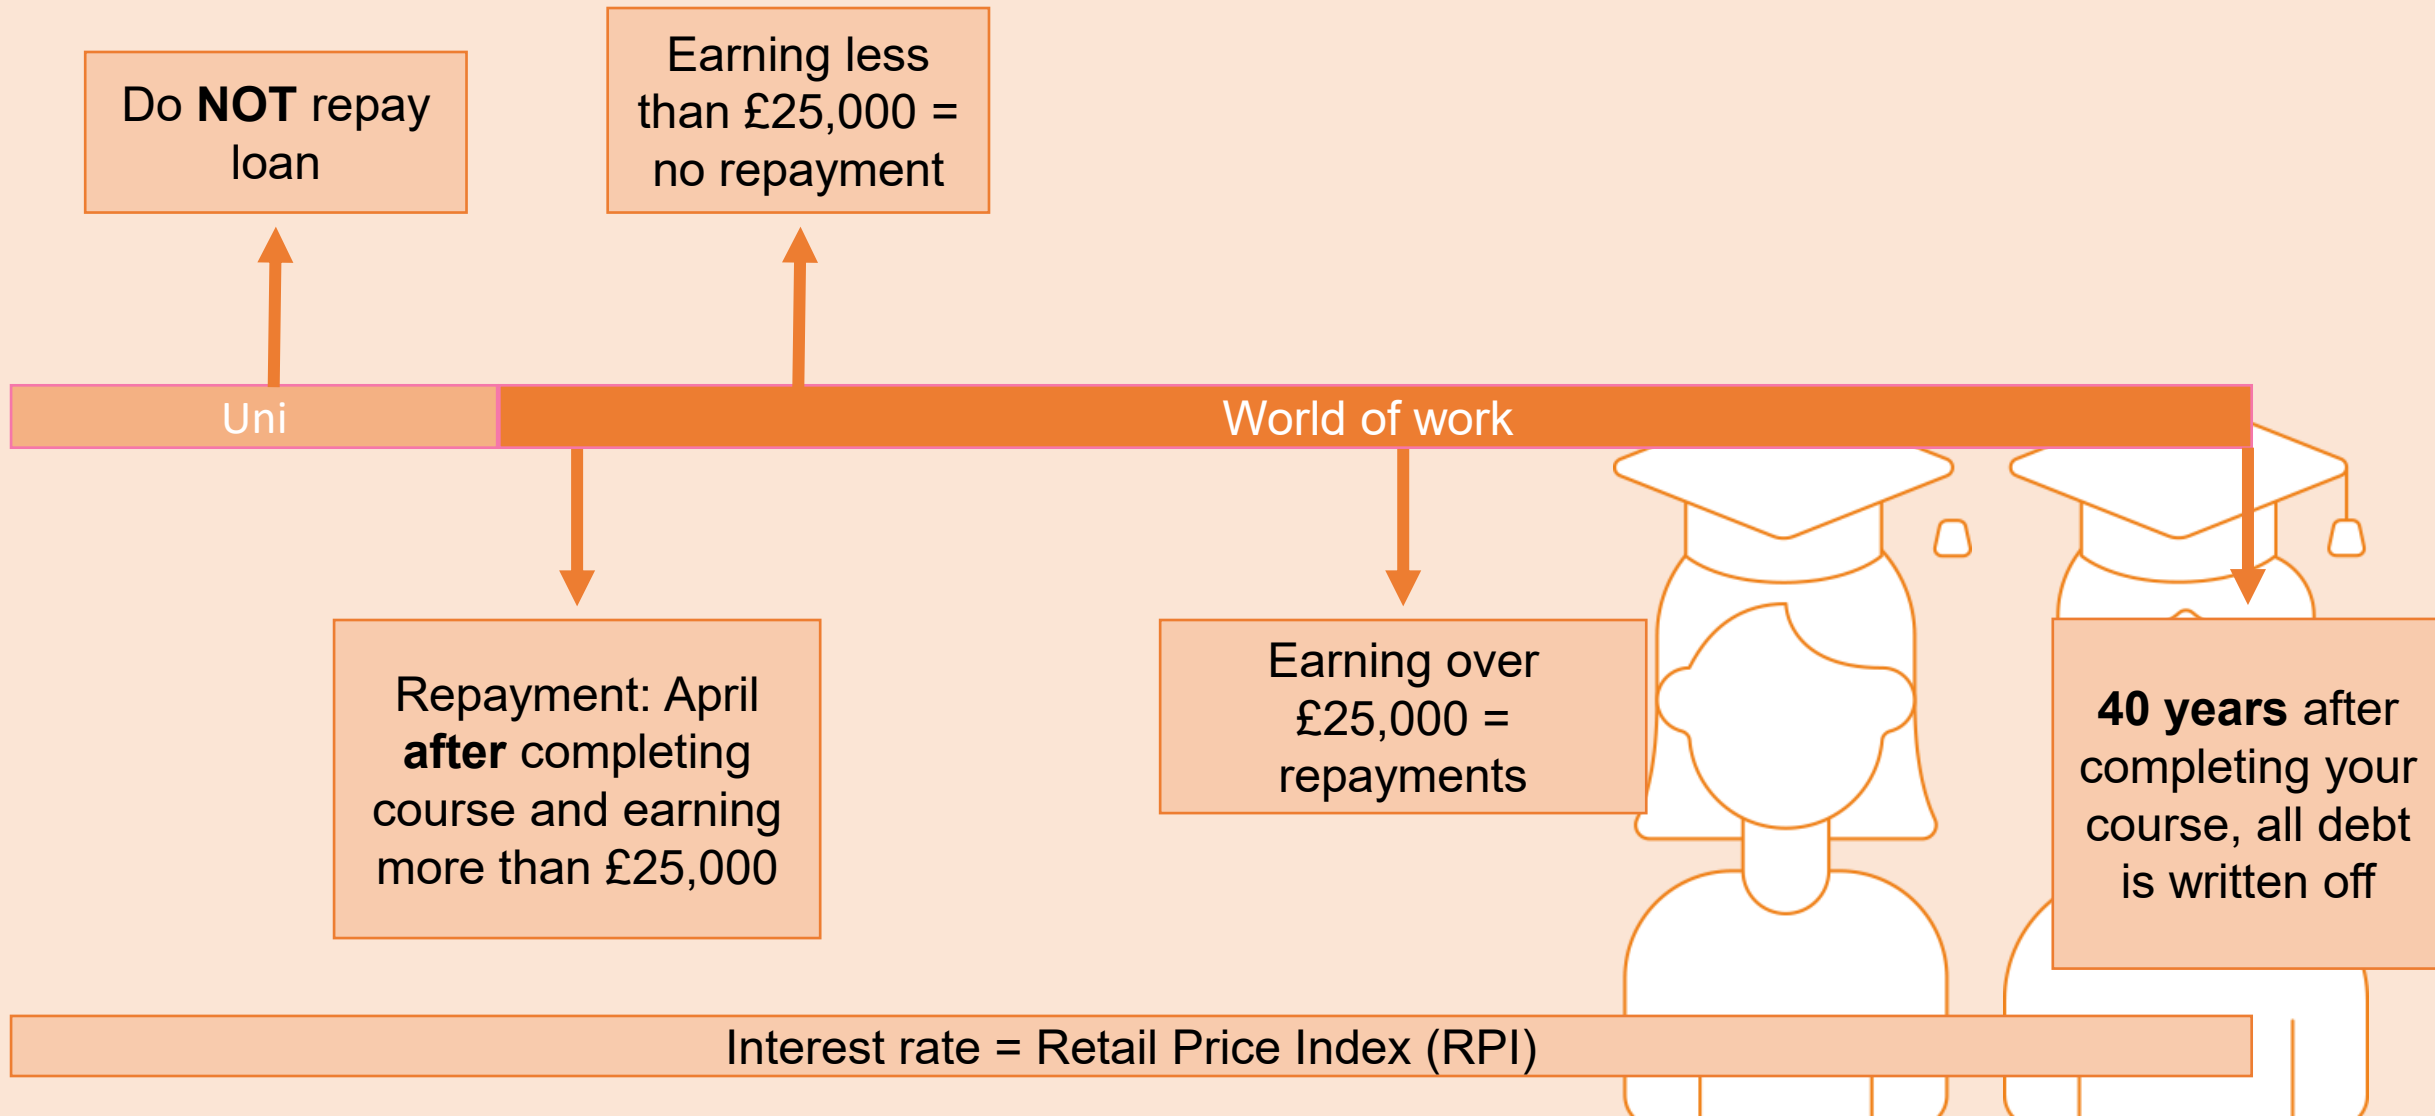 Do NOT repay
loan
Earning less
than £25,000 =
no repayment
Uni
World of work
Repayment: April
after completing
course and earning
more than £25,000
Earning over
£25,000 =
repayments
40 years after
completing your
course, all debt
is written off
Interest rate = Retail Price Index (RPI)